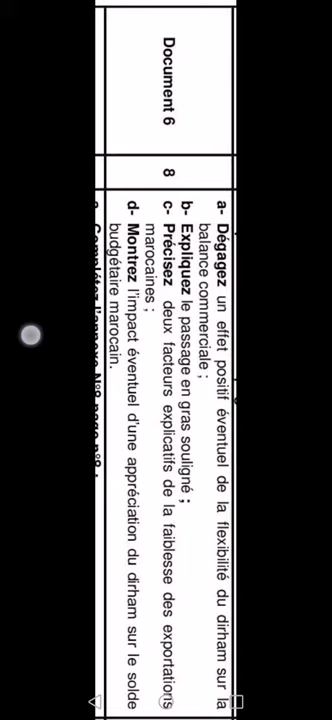 Document 6
8
a- Dégagez un effet positif éventuel de la flexibilité du dirham sur la
balance commerciale ;
b- Expliquez le passage en gras souligné ;
c- Précisez deux facteurs explicatifs de la faiblesse des exportations
marocaines ;
d- Montrez l'impact éventuel d'une appréciation du dirham sur le solde
budgétaire marocain.